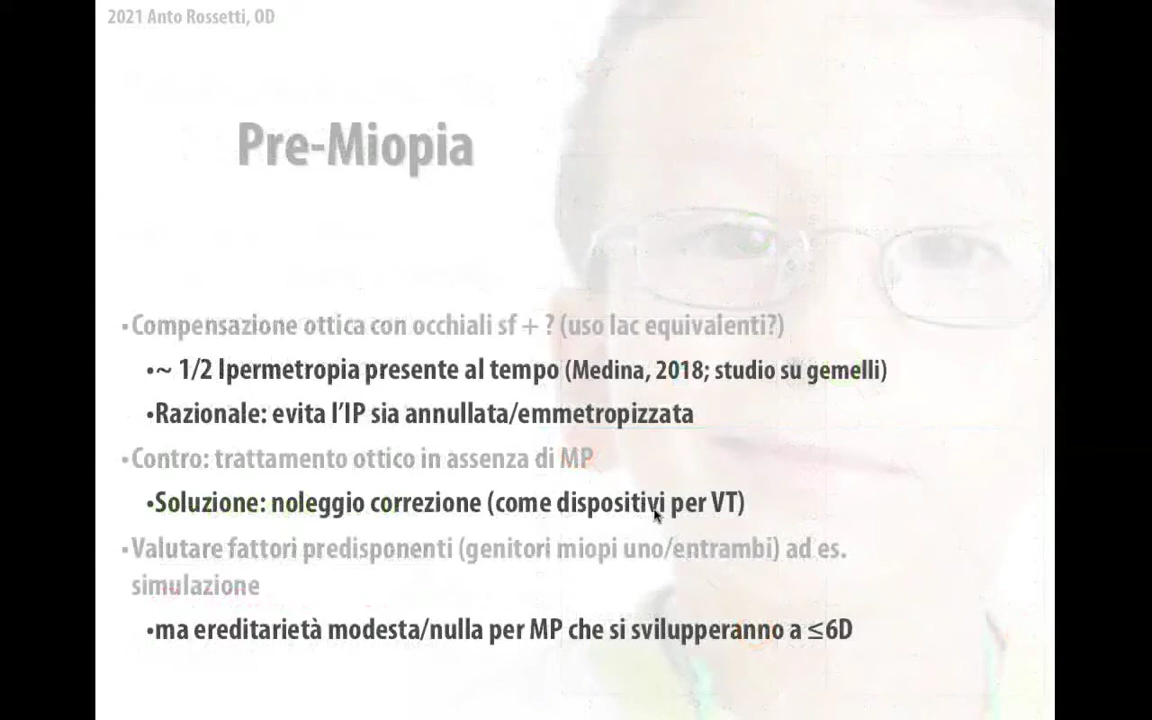 2021 Anto Rossetti, OD
Pre-Miopia
•Compensazione ottica con occhiali sf + ? (uso lac equivalenti?)
•~ 1/2 Ipermetropia presente al tempo (Medina, 2018; studio su gemelli)
•Razionale: evita l'IP sia annullata/emmetropizzata
•Contro: trattamento ottico in assenza di MP
•Soluzione: noleggio correzione (come dispositivi per VT)
•Valutare fattori predisponenti (genitori miopi uno/entrambi) ad es.
simulazione
•ma ereditarietà modesta/nulla per MP che si svilupperanno a ≤6D